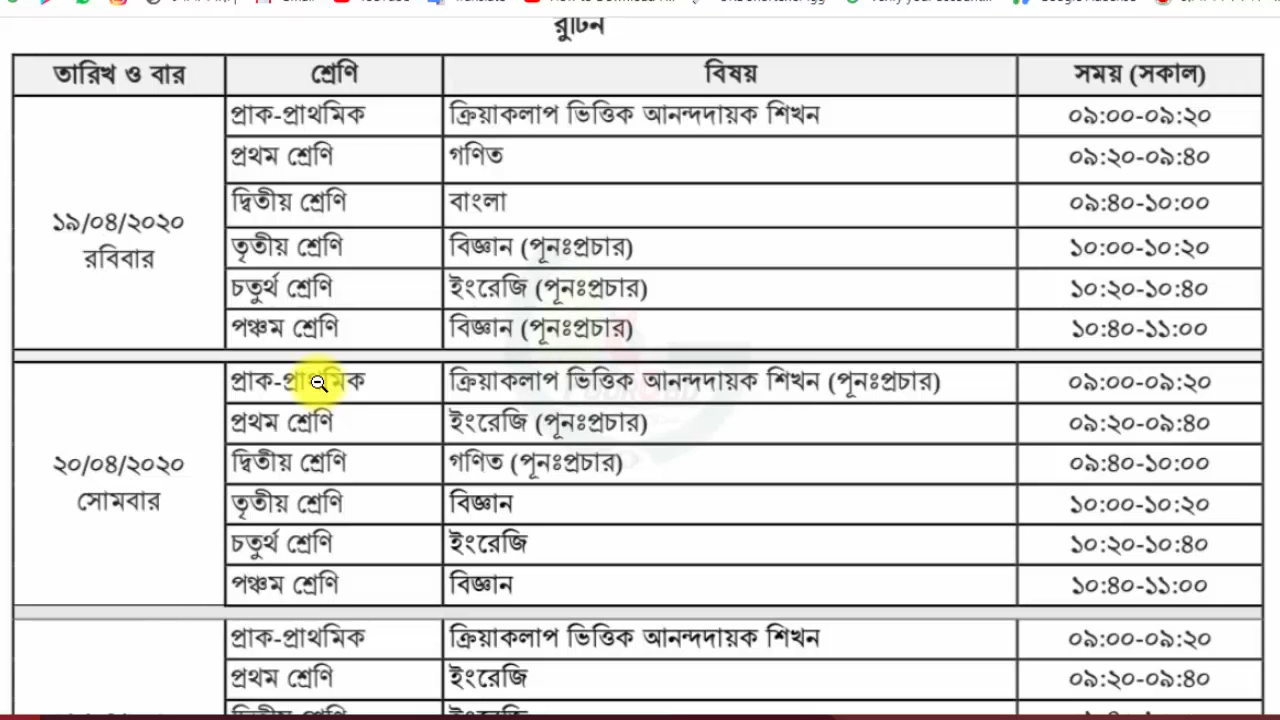 রুটিন
তারিখ ও বার শ্রেণি বিষয় সময় (সকাল)
প্রাক-প্রাথমিক ক্রিয়াকলাপ ভিত্তিক আনন্দদায়ক শিখন ০৯:০০-০৯:২০
প্রথম শ্রেণি গণিত ০৯:২০-০৯:৪০
দ্বিতীয় শ্রেণি বাংলা ০৯:৪০-১০:০০
১৯/০৪/২০২০
রবিবার
তৃতীয় শ্রেণি বিজ্ঞান (পূনঃপ্রচার) ১০:০০-১০:২০
চতুর্থ শ্রেণি ইংরেজি (পূনঃপ্রচার) ১০:২০-১০:৪০
পঞ্চম শ্রেণি বিজ্ঞান (পূনঃপ্রচার) ১০:৪০-১১:০০
প্রাক-প্রাথমিক ক্রিয়াকলাপ ভিত্তিক আনন্দদায়ক শিখন (পূনঃপ্রচার) ০৯:০০-০৯:২০
প্রথম শ্রেণি ইংরেজি (পূনঃপ্রচার) ০৯:২০-০৯:৪০
দ্বিতীয় শ্রেণি গণিত (পূনঃপ্রচার) ০৯:৪০-১০:০০
২০/০৪/২০২০
সোমবার
তৃতীয় শ্রেণি বিজ্ঞান ১০:০০-১০:২০
চতুর্থ শ্রেণি ইংরেজি ১০:২০-১০:৪০
পঞ্চম শ্রেণি বিজ্ঞান ১০:৪০-১১:০০
প্রাক-প্রাথমিক ক্রিয়াকলাপ ভিত্তিক আনন্দদায়ক শিখন ০৯:০০-০৯:২০
প্রথম শ্রেণি ইংরেজি ০৯:২০-০৯:৪০
দ্বিতীয় শ্রেণি ইংরেজি